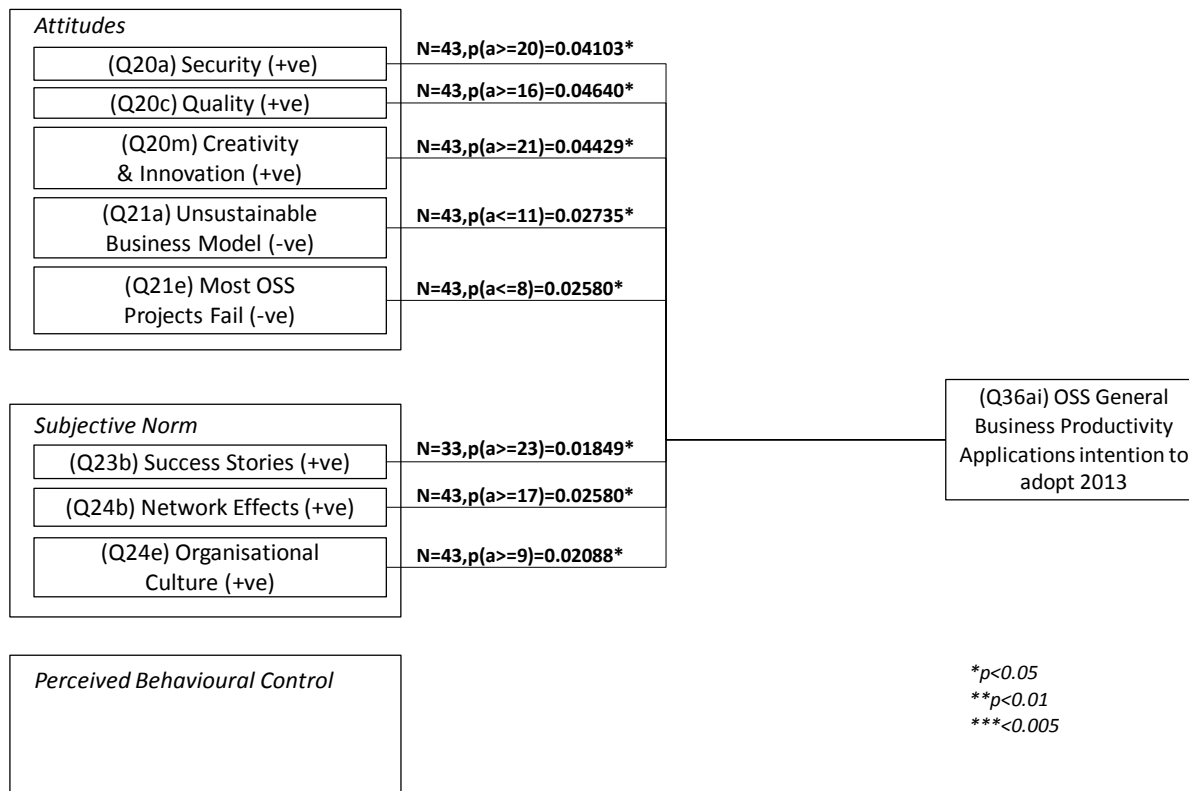 Attitudes
(Q20a) Security (+ve)
N=43,p(a>=20)=0.04103*
(Q20c) Quality (+ve)
N=43,p(a>=16)=0.04640*
(Q20m) Creativity
& Innovation (+ve)
N=43,p(a>=21)=0.04429*
(Q21a) Unsustainable
Business Model (-ve)
N=43,p(a<=11)=0.02735*
(Q21e) Most OSS
Projects Fail (-ve)
N=43,p(a<=8)=0.02580*
Subjective Norm
(Q23b) Success Stories (+ve)
N=33,p(a>=23)=0.01849*
(Q24b) Network Effects (+ve)
N=43,p(a>=17)=0.02580*
(Q24e) Organisational
Culture (+ve)
N=43,p(a>=9)=0.02088*
(Q36ai) OSS General
Business Productivity
Applications intention to
adopt 2013
Perceived Behavioural Control
*p<0.05
**p<0.01
***<0.005